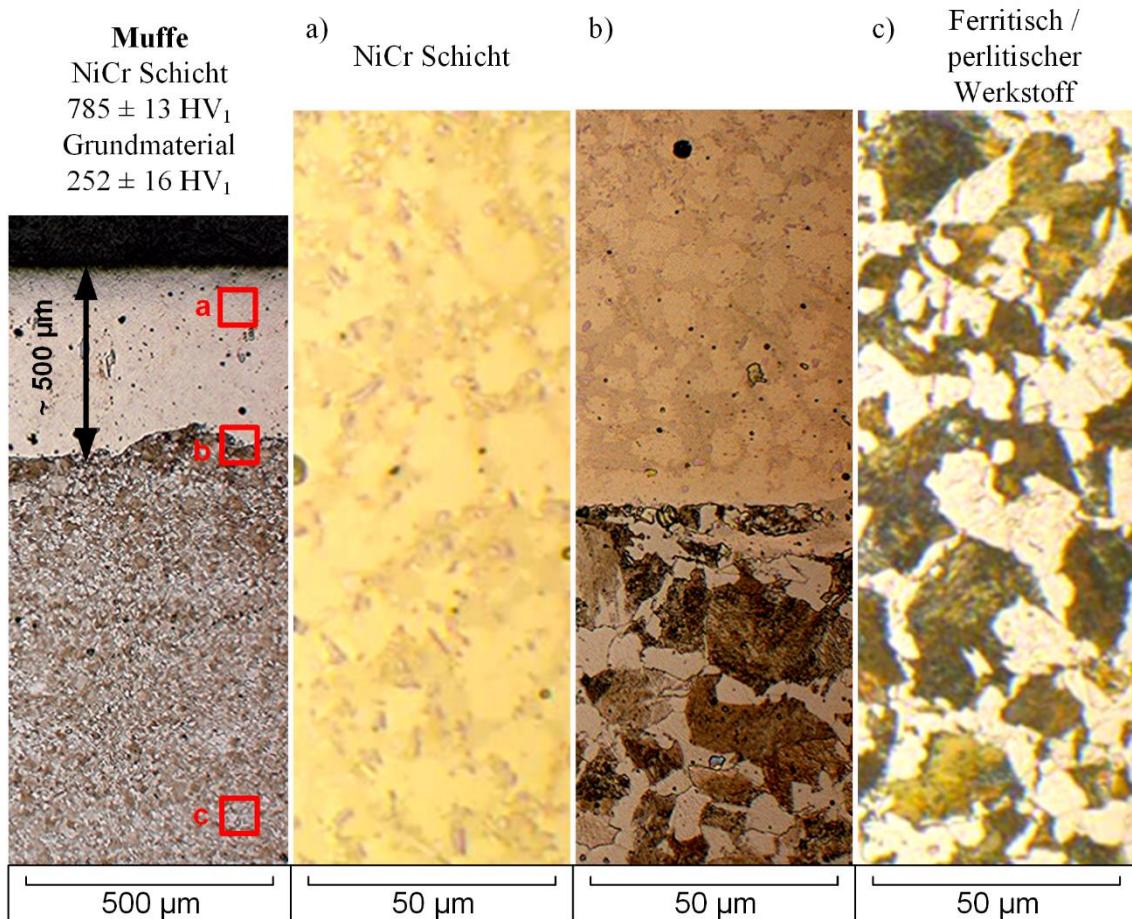 Muffe
NiCr Schicht
785 ± 13 HV₁
Grundmaterial
252 ± 16 HV₁
a)
NiCr Schicht
b)
c)
Ferritisch /
perlitischer
Werkstoff
~ 500 µm
a
b
c
500 µm
50 µm
50 µm
50 µm